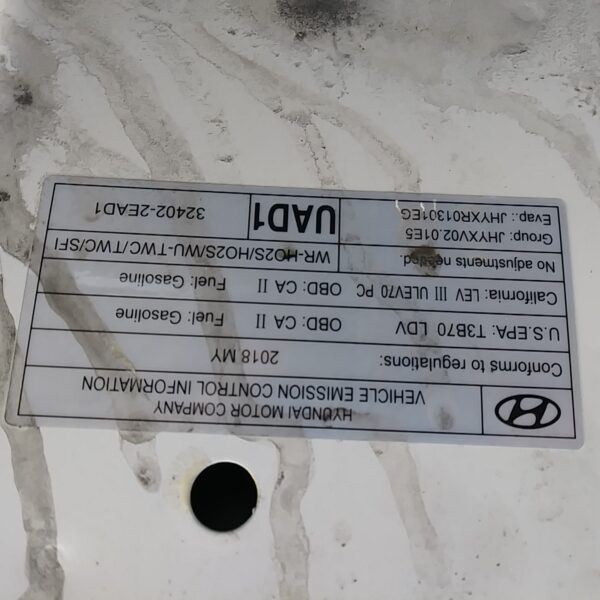 HYUNDAI MOTOR COMPANY
VEHICLE EMISSION CONTROL INFORMATION
Conforms to regulations: 2018 MY
U.S.EPA: T3B70 LDV OBD: CA II Fuel: Gasoline
California: LEV III ULEV70 PC OBD: CA II Fuel: Gasoline
No adjustments needed. WR-HO2S/HO2S/WU-TWC/TWC/SFI
Group: JHYXV02.01E5
Evap.: JHYXR01301EG
UAD1
32402-2EAD1